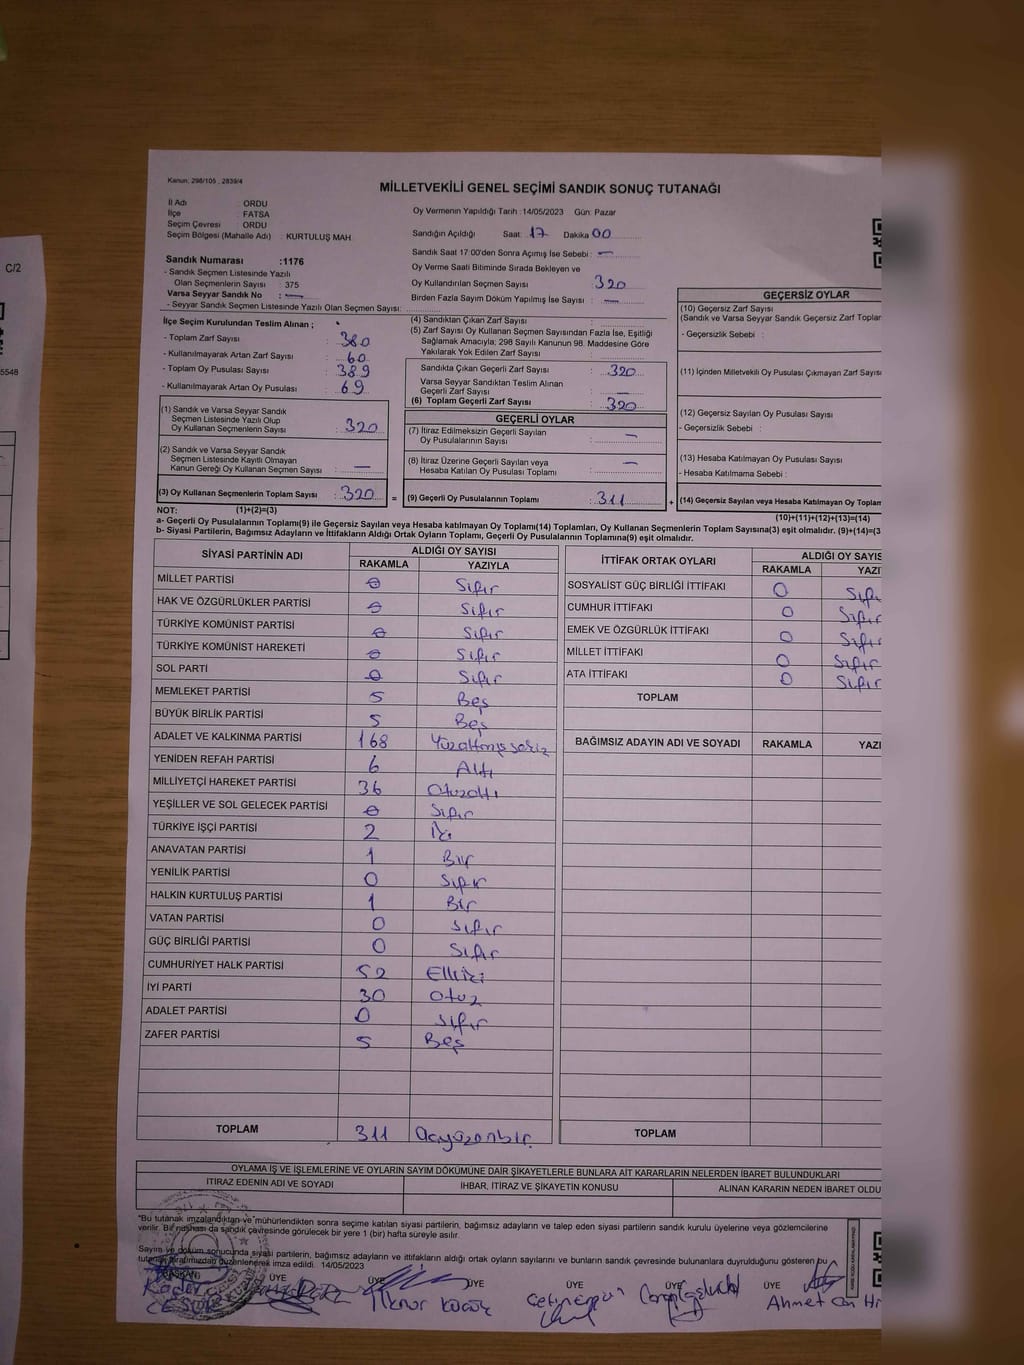 Kanun: 298/105 , 2839/4
MİLLETVEKİLİ GENEL SEÇİMİ SANDIK SONUÇ TUTANAĞI
İl Adı ORDU
İlçe : FATSA
Seçim Çevresi : ORDU
Seçim Bölgesi (Mahalle Adı) : KURTULUŞ MAH.
Oy Vermenin Yapıldığı Tarih :14/05/2023 Gün: Pazar
Sandığın Açıldığı Saat: 17 Dakika 00
Sandık Saat 17:00'den Sonra Açımış İse Sebebi: —
Oy Verme Saati Bitiminde Sırada Bekleyen ve
Oy Kullandırılan Seçmen Sayısı : 320
Birden Fazla Sayım Döküm Yapılmış İse Sayısı : —
Sandık Numarası :1176
- Sandık Seçmen Listesinde Yazılı
Olan Seçmenlerin Sayısı : 375
Varsa Seyyar Sandık No : —
- Seyyar Sandık Seçmen Listesinde Yazılı Olan Seçmen Sayısı:
İlçe Seçim Kurulundan Teslim Alınan ;
- Toplam Zarf Sayısı : 380
- Kullanılmayarak Artan Zarf Sayısı : 60
- Toplam Oy Pusulası Sayısı : 389
- Kullanılmayarak Artan Oy Pusulası : 69
(1) Sandık ve Varsa Seyyar Sandık
Seçmen Listesinde Yazılı Olup
Oy Kullanan Seçmenlerin Sayısı : 320
(2) Sandık ve Varsa Seyyar Sandık
Seçmen Listesinde Kayıtlı Olmayan
Kanun Gereği Oy Kullanan Seçmen Sayısı : —
(3) Oy Kullanan Seçmenlerin Toplam Sayısı : 320 =
(4) Sandıktan Çıkan Zarf Sayısı :
(5) Zarf Sayısı Oy Kullanan Seçmen Sayısından Fazla İse, Eşitliği
Sağlamak Amacıyla; 298 Sayılı Kanunun 98. Maddesine Göre
Yakılarak Yok Edilen Zarf Sayısı :
Sandıkta Çıkan Geçerli Zarf Sayısı : 320
Varsa Seyyar Sandıktan Teslim Alınan
Geçerli Zarf Sayısı : —
(6) Toplam Geçerli Zarf Sayısı : 320
GEÇERLİ OYLAR
(7) İtiraz Edilmeksizin Geçerli Sayılan
Oy Pusulalarının Sayısı : —
(8) İtiraz Üzerine Geçerli Sayılan veya
Hesaba Katılan Oy Pusulası Toplamı : —
(9) Geçerli Oy Pusulalarının Toplamı : 311 +
GEÇERSİZ OYLAR
(10) Geçersiz Zarf Sayısı
(Sandık ve Varsa Seyyar Sandık Geçersiz Zarf Toplar
- Geçersizlik Sebebi :
(11) İçinden Milletvekili Oy Pusulası Çıkmayan Zarf Sayısı
(12) Geçersiz Sayılan Oy Pusulası Sayısı
- Geçersizlik Sebebi :
(13) Hesaba Katılmayan Oy Pusulası Sayısı
- Hesaba Katılmama Sebebi :
(14) Geçersiz Sayılan veya Hesaba Katılmayan Oy Toplam
NOT: (1)+(2)=(3) (10)+(11)+(12)+(13)=(14)
a- Geçerli Oy Pusulalarının Toplamı(9) ile Geçersiz Sayılan veya Hesaba katılmayan Oy Toplamı(14) Toplamları, Oy Kullanan Seçmenlerin Toplam Sayısına(3) eşit olmalıdır. (9)+(14)=(3
b- Siyasi Partilerin, Bağımsız Adayların ve İttifakların Aldığı Ortak Oyların Toplamı, Geçerli Oy Pusulalarının Toplamına(9) eşit olmalıdır.
SİYASİ PARTİNİN ADI ALDIĞI OY SAYISI
RAKAMLA YAZIYLA
MİLLET PARTİSİ 0 Sıfır
HAK VE ÖZGÜRLÜKLER PARTİSİ 0 Sıfır
TÜRKİYE KOMÜNİST PARTİSİ 0 Sıfır
TÜRKİYE KOMÜNİST HAREKETİ 0 Sıfır
SOL PARTİ 0 Sıfır
MEMLEKET PARTİSİ 5 Beş
BÜYÜK BİRLİK PARTİSİ 5 Beş
ADALET VE KALKINMA PARTİSİ 168 Yüzaltmışsekiz
YENİDEN REFAH PARTİSİ 6 Altı
MİLLİYETÇİ HAREKET PARTİSİ 36 Otuzaltı
YEŞİLLER VE SOL GELECEK PARTİSİ 0 Sıfır
TÜRKİYE İŞÇİ PARTİSİ 2 İki
ANAVATAN PARTİSİ 1 Bir
YENİLİK PARTİSİ 0 Sıfır
HALKIN KURTULUŞ PARTİSİ 1 Bir
VATAN PARTİSİ 0 Sıfır
GÜÇ BİRLİĞİ PARTİSİ 0 Sıfır
CUMHURİYET HALK PARTİSİ 52 Elliiki
İYİ PARTİ 30 Otuz
ADALET PARTİSİ 0 Sıfır
ZAFER PARTİSİ 5 Beş
TOPLAM 311 Üçyüzonbir
İTTİFAK ORTAK OYLARI ALDIĞI OY SAYIS
RAKAMLA YAZI
SOSYALİST GÜÇ BİRLİĞİ İTTİFAKI 0 Sıfı
CUMHUR İTTİFAKI 0 Sıfır
EMEK VE ÖZGÜRLÜK İTTİFAKI 0 Sıfır
MİLLET İTTİFAKI 0 Sıfır
ATA İTTİFAKI 0 Sıfır
TOPLAM
BAĞIMSIZ ADAYIN ADI VE SOYADI RAKAMLA YAZI
TOPLAM
OYLAMA İŞ VE İŞLEMLERİNE VE OYLARIN SAYIM DÖKÜMÜNE DAİR ŞİKAYETLERLE BUNLARA AİT KARARLARIN NELERDEN İBARET BULUNDUKLARI
İTİRAZ EDENİN ADI VE SOYADI İHBAR, İTİRAZ VE ŞİKAYETİN KONUSU ALINAN KARARIN NEDEN İBARET OLDU
"Bu tutanak imzalandıktan ve mühürlendikten sonra seçime katılan siyasi partilerin, bağımsız adayların ve talep eden siyasi partilerin sandık kurulu üyelerine veya gözlemcilerine
verilir. Bir nüshası da sandık çevresinde görülecek bir yere 1 (bir) hafta süreyle asılır.
Sayım ve döküm sonucunda siyasi partilerin, bağımsız adayların ve ittifakların aldığı ortak oyların sayılarını ve bunların sandık çevresinde bulunanlara duyurulduğunu gösteren bu
tutanak tarafımızdan düzenlenerek imza edildi. 14/05/2023
BAŞKAN ÜYE ÜYE ÜYE ÜYE ÜYE ÜYE
Kader
İlknur Küçük
Çetin
Ahmet Can
C/2
5548